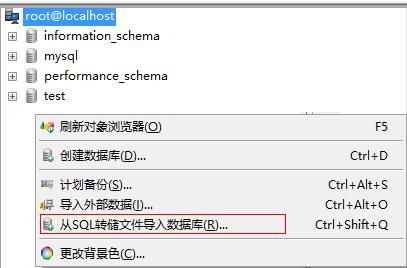 root@localhost
information_schema
mysql
performance_schema
test
刷新对象浏览器(O) F5
创建数据库(D)... Ctrl+D
计划备份(S)... Ctrl+Alt+S
导入外部数据(I)... Ctrl+Alt+O
从SQL转储文件导入数据库(R)... Ctrl+Shift+Q
更改背景色(C)...